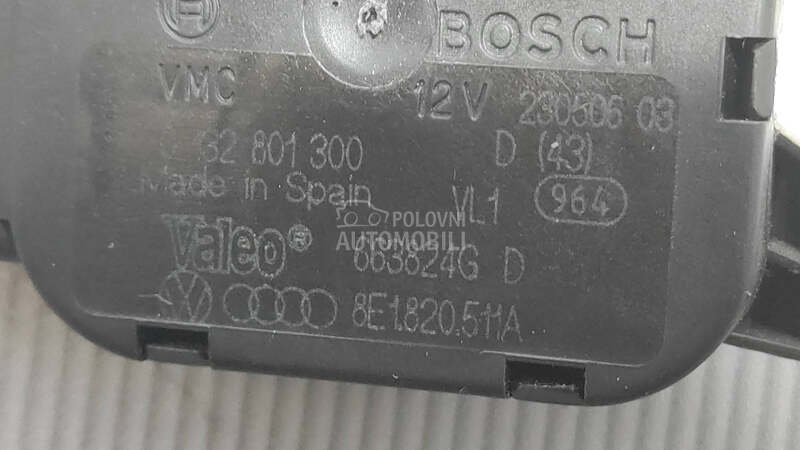 BOSCH
VMC 12V 230506 03
32 801 300 D (43)
Made in Spain VL1 964
POLOVNI
AUTOMOBILI
Valeo® 663824G D
8E1.820.511A